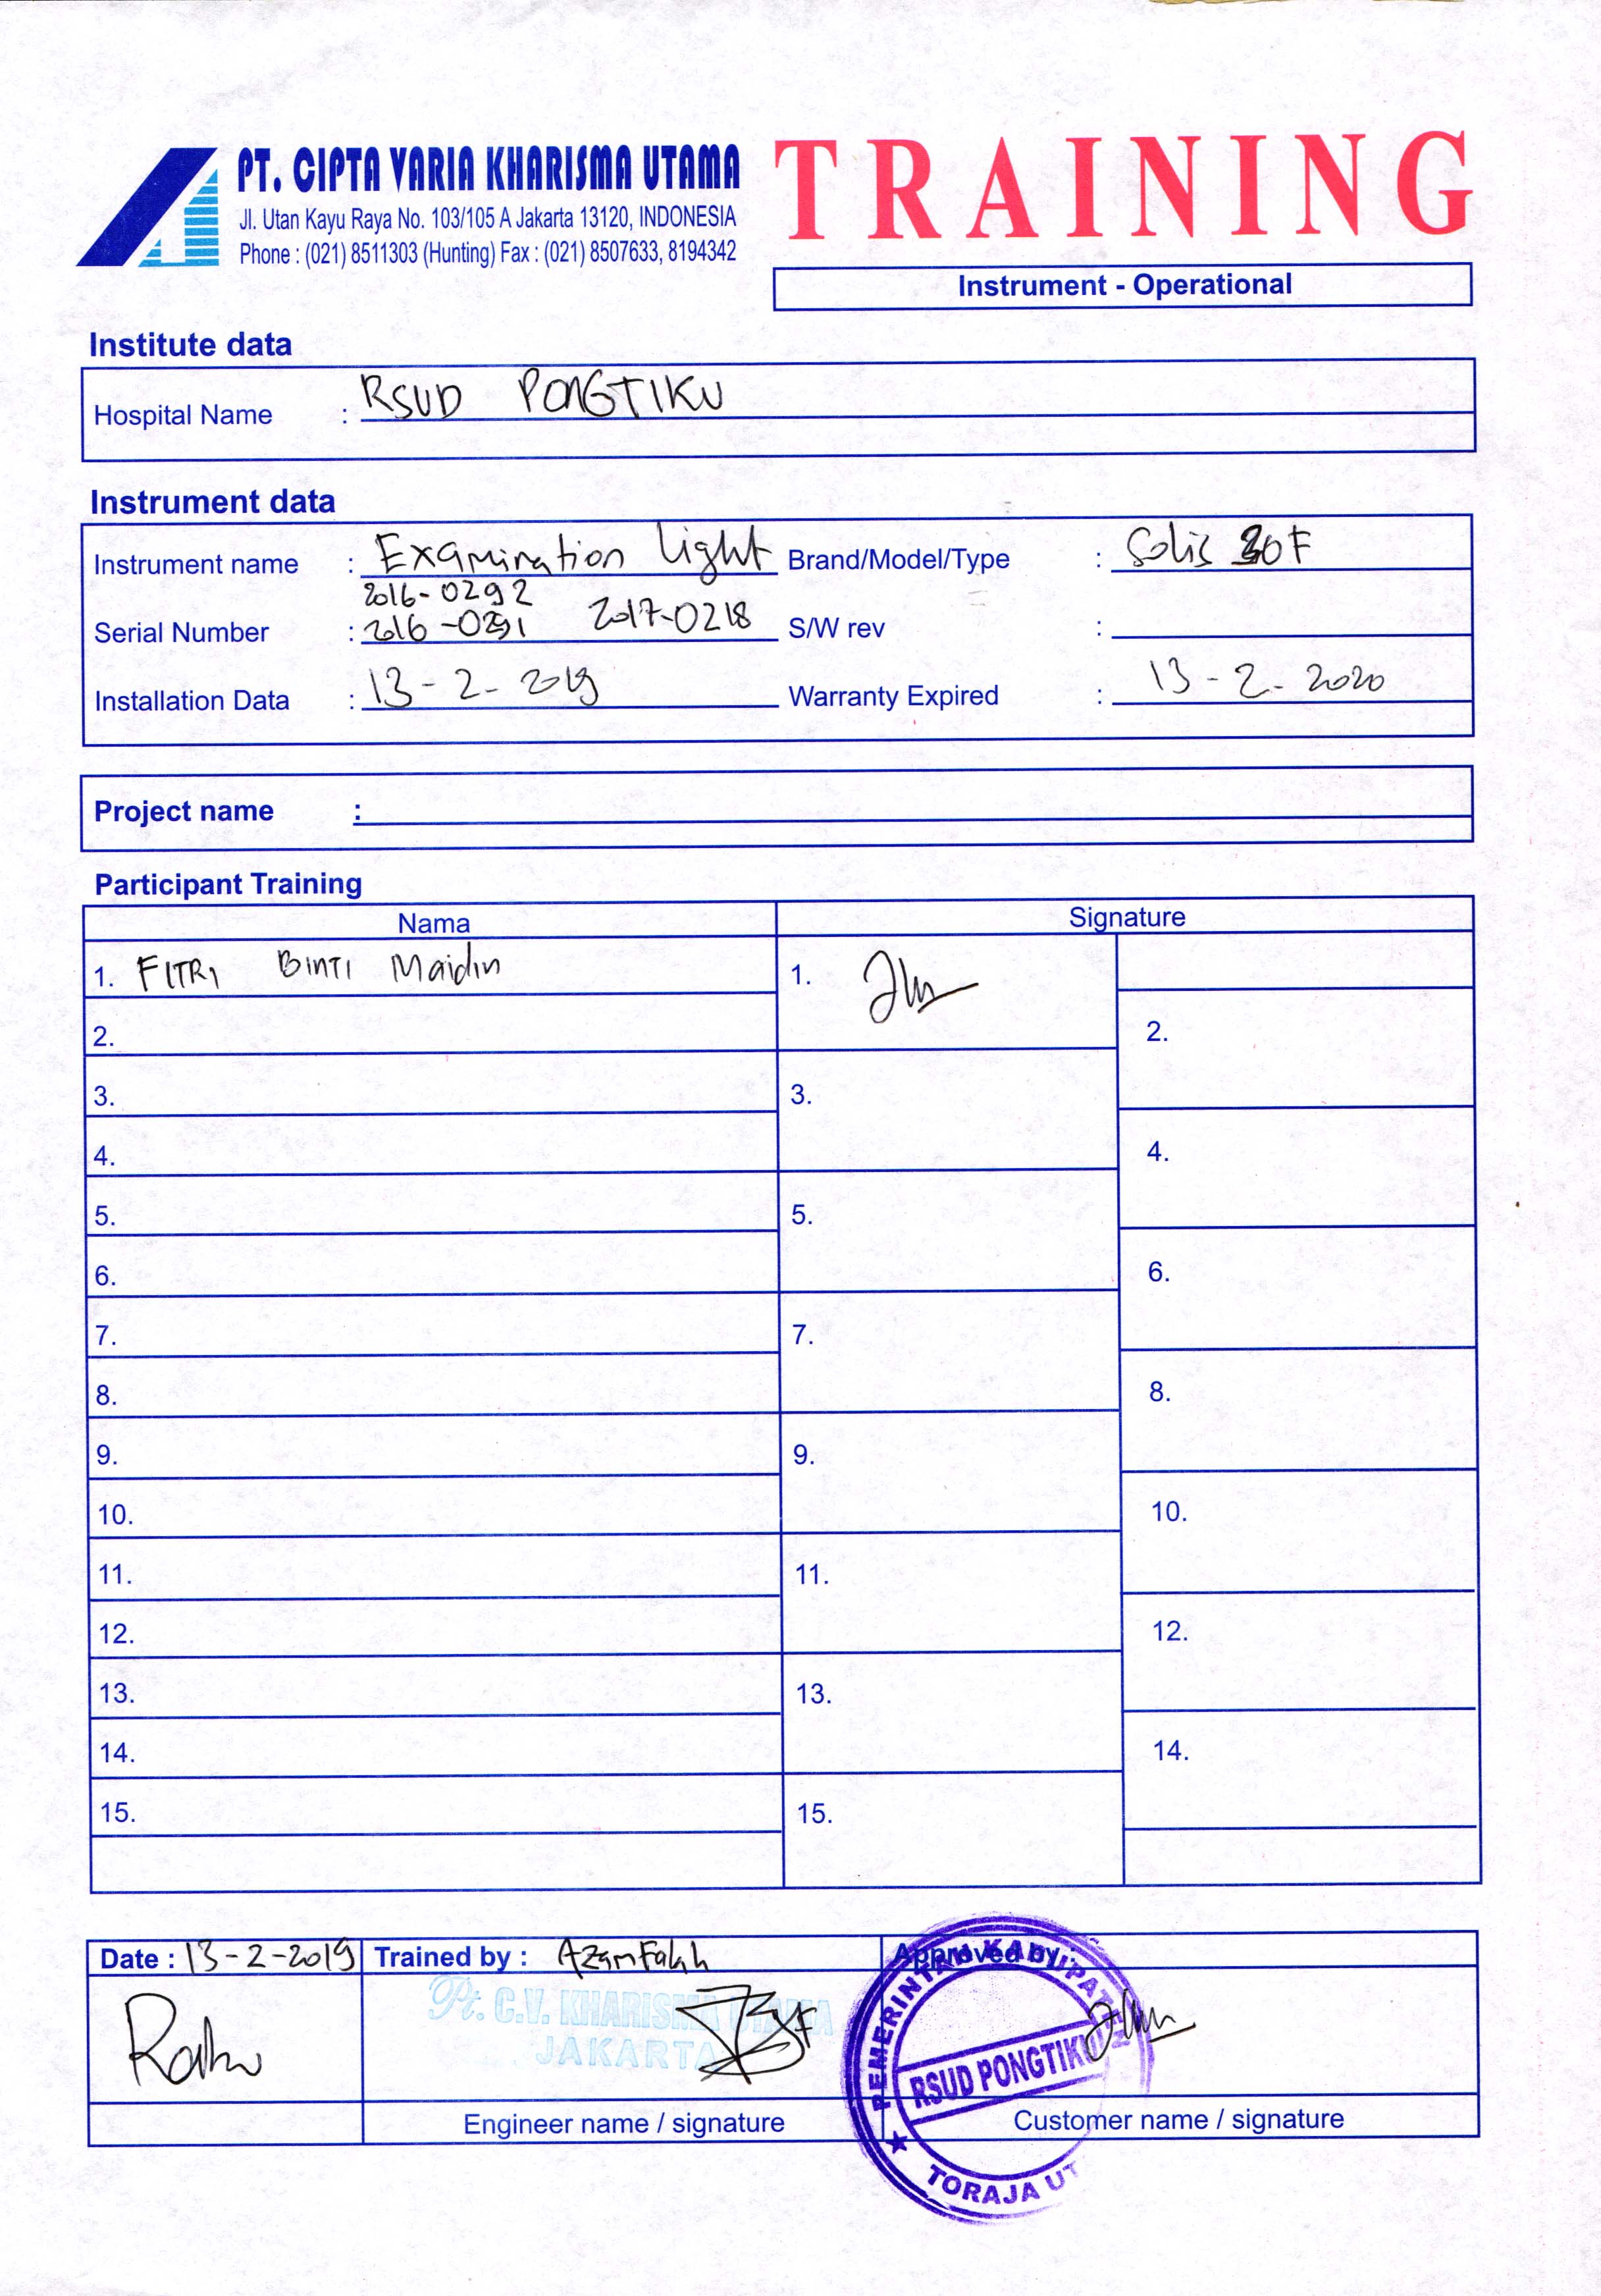 PT. CIPTA VARIA KHARISMA UTAMA
Jl. Utan Kayu Raya No. 103/105 A Jakarta 13120, INDONESIA
Phone : (021) 8511303 (Hunting) Fax : (021) 8507633, 8194342
TRAINING
Instrument - Operational
Institute data
Hospital Name : RSUD PONGTIKU
Instrument data
Instrument name : Examination light Brand/Model/Type : Solis 30F
2016-0292
Serial Number : 2016-0291 2017-0218 S/W rev :
Installation Data : 13-2-2019 Warranty Expired : 13-2-2020
Project name :
Participant Training
Nama Signature
1. FITRI BINTI Maidin 1.
2. 2.
3. 3.
4. 4.
5. 5.
6. 6.
7. 7.
8. 8.
9. 9.
10. 10.
11. 11.
12. 12.
13. 13.
14. 14.
15. 15.
Date : 13-2-2019 Trained by : Azam Falah Approved by :
Pt. C.V. KHARISMA UTAMA
JAKARTA
PEMERINTAH KABUPATEN
RSUD PONGTIKU
TORAJA UT
Engineer name / signature Customer name / signature